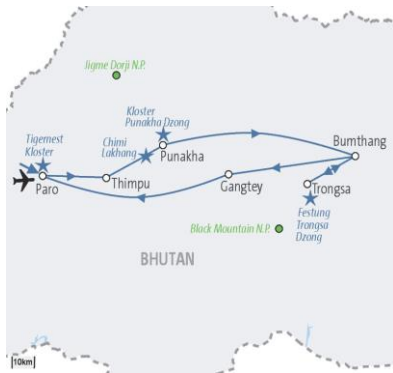 Jigme Dorji N.P.
Kloster
Punakha Dzong
Tigernest
Kloster
Chimi
Lakhang
Punakha
Bumthang
Paro
Thimpu
Gangtey
Trongsa
Festung
Trongsa
Dzong
Black Mountain N.P.
BHUTAN
10km